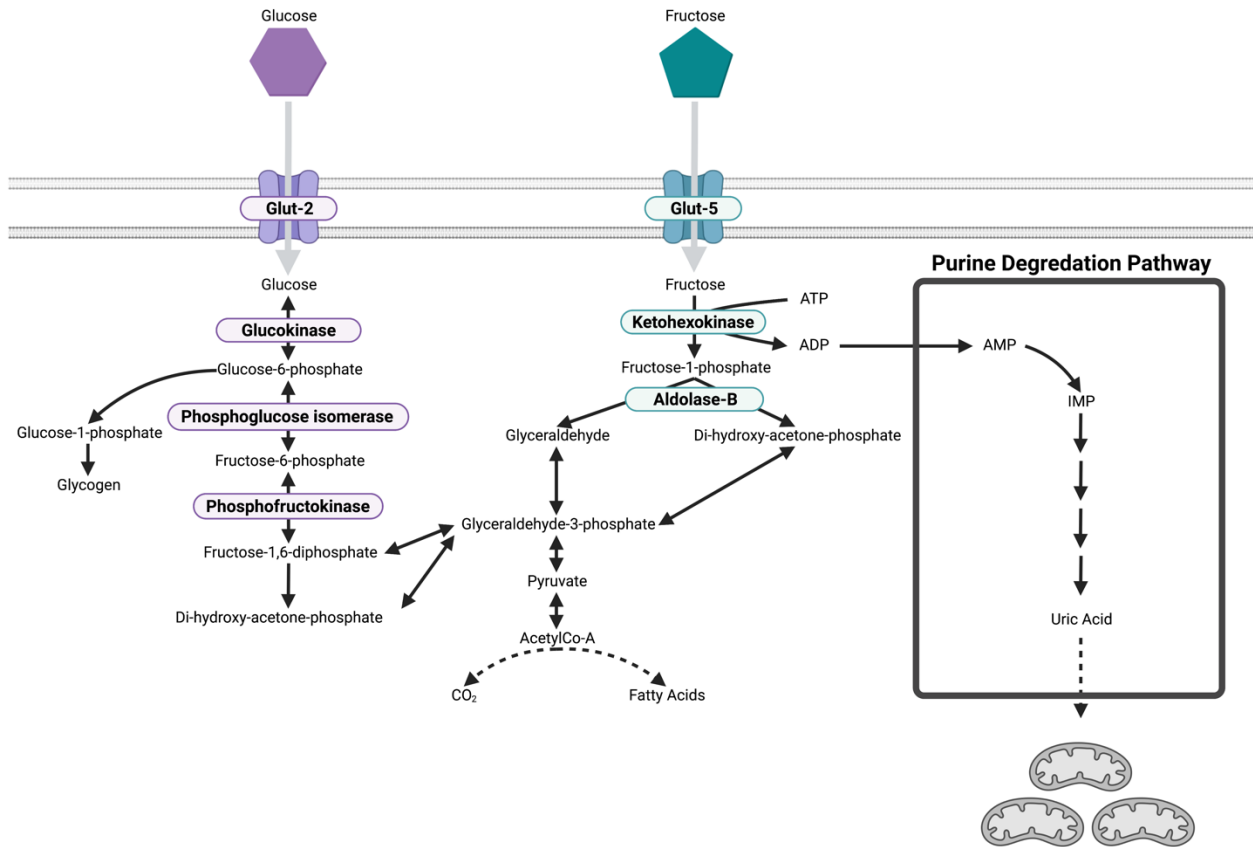 Glucose
Fructose
Glut-2
Glut-5
Purine Degredation Pathway
Glucose
Fructose
ATP
Glucokinase
Ketohexokinase
ADP
AMP
Glucose-6-phosphate
Fructose-1-phosphate
IMP
Phosphoglucose isomerase
Aldolase-B
Glucose-1-phosphate
Glyceraldehyde
Di-hydroxy-acetone-phosphate
Fructose-6-phosphate
Glycogen
Phosphofructokinase
Glyceraldehyde-3-phosphate
Fructose-1,6-diphosphate
Pyruvate
Di-hydroxy-acetone-phosphate
Uric Acid
AcetylCo-A
CO₂
Fatty Acids